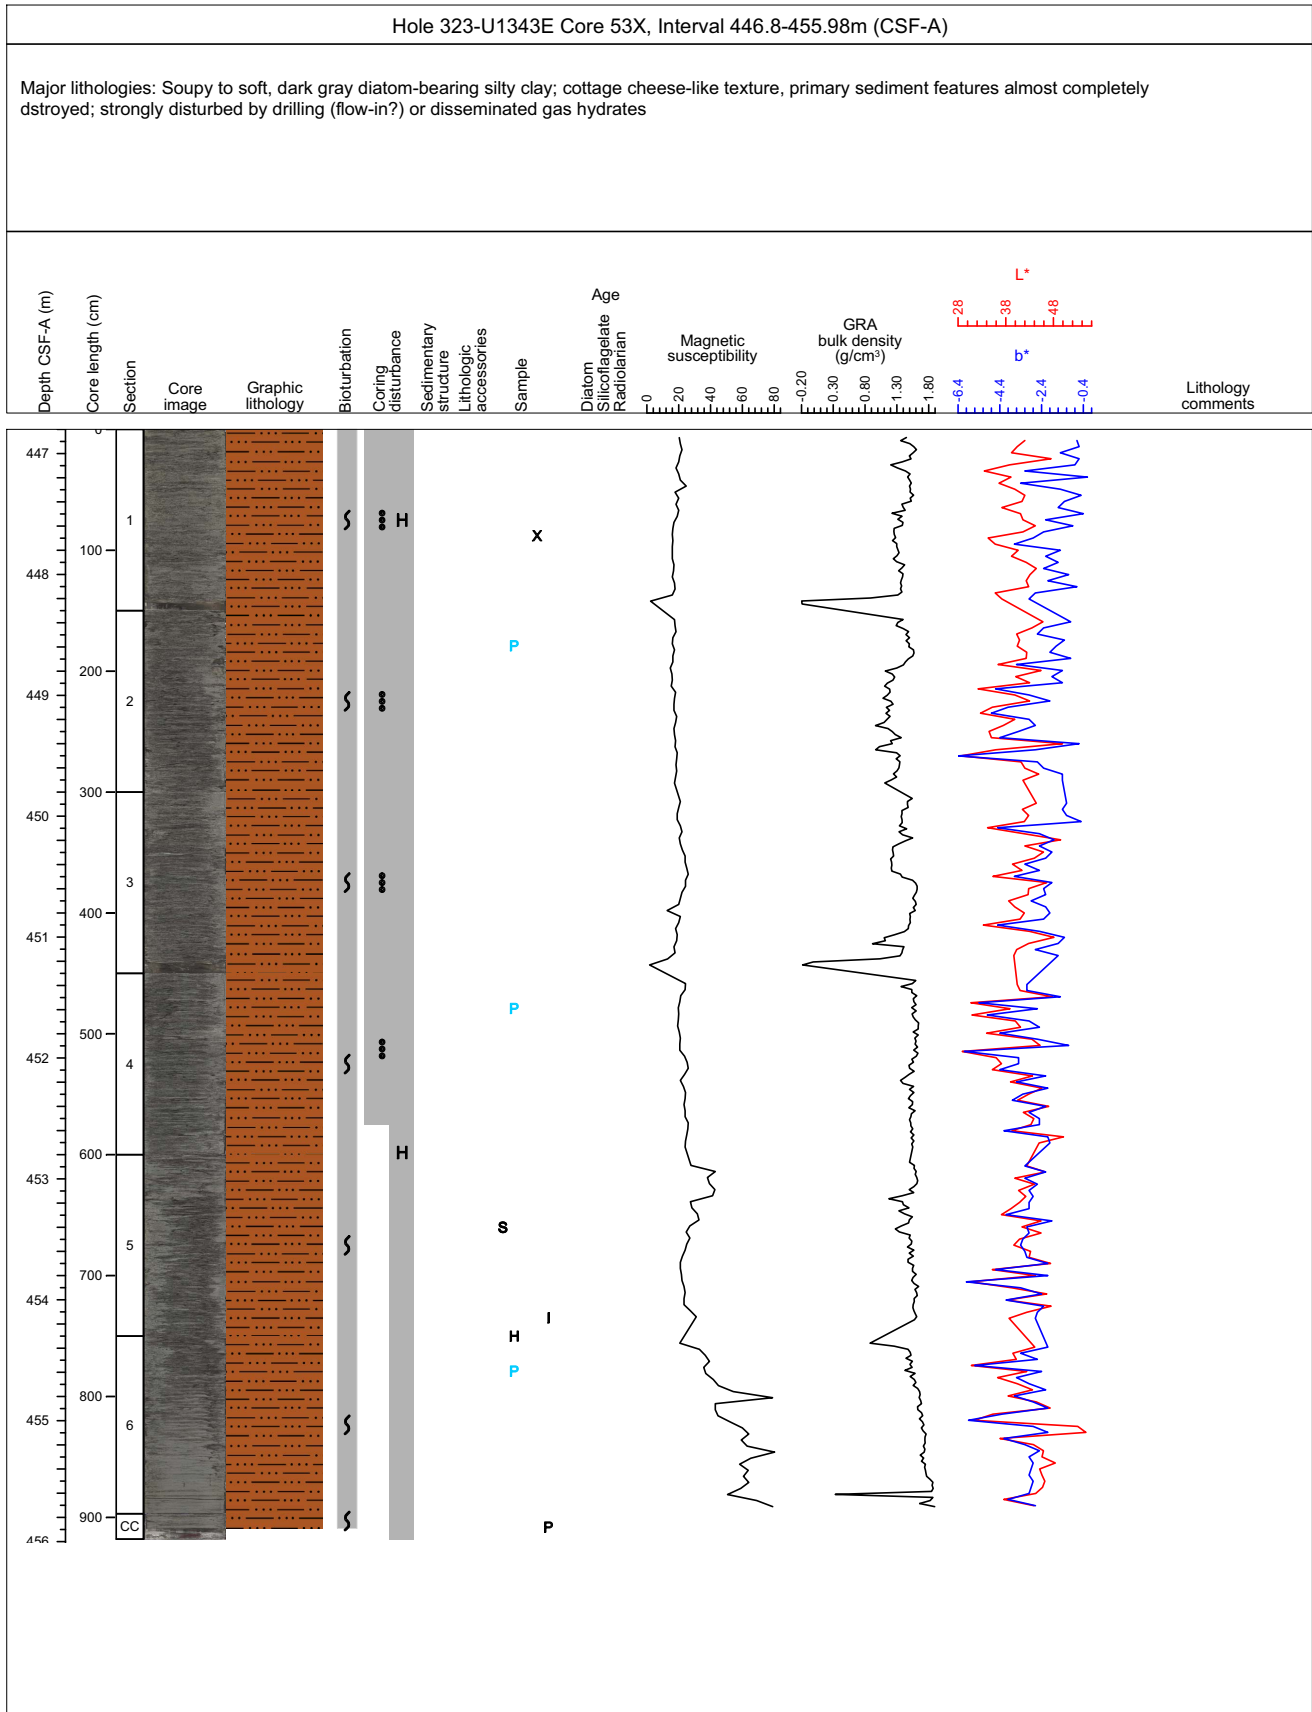 Hole 323-U1343E Core 53X, Interval 446.8-455.98m (CSF-A)
Major lithologies: Soupy to soft, dark gray diatom-bearing silty clay; cottage cheese-like texture, primary sediment features almost completely
dstroyed; strongly disturbed by drilling (flow-in?) or disseminated gas hydrates
Depth CSF-A (m)
Core length (cm)
Section
Core
image
Graphic
lithology
Bioturbation
Coring
disturbance
Sedimentary
structure
Lithologic
accessories
Sample
Age
Diatom
Silicoflagelate
Radiolarian
Magnetic
susceptibility
0 20 40 60 80
GRA
bulk density
(g/cm³)
-0.20 0.30 0.80 1.30 1.80
L*
28 38 48
b*
-6.4 -4.4 -2.4 -0.4
Lithology
comments
0
447
1
H
X
100
448
P
200
449
2
300
450
3
400
451
P
500
452
4
600
H
453
S
5
700
454
I
H
P
800
455
6
900
CC
P
456